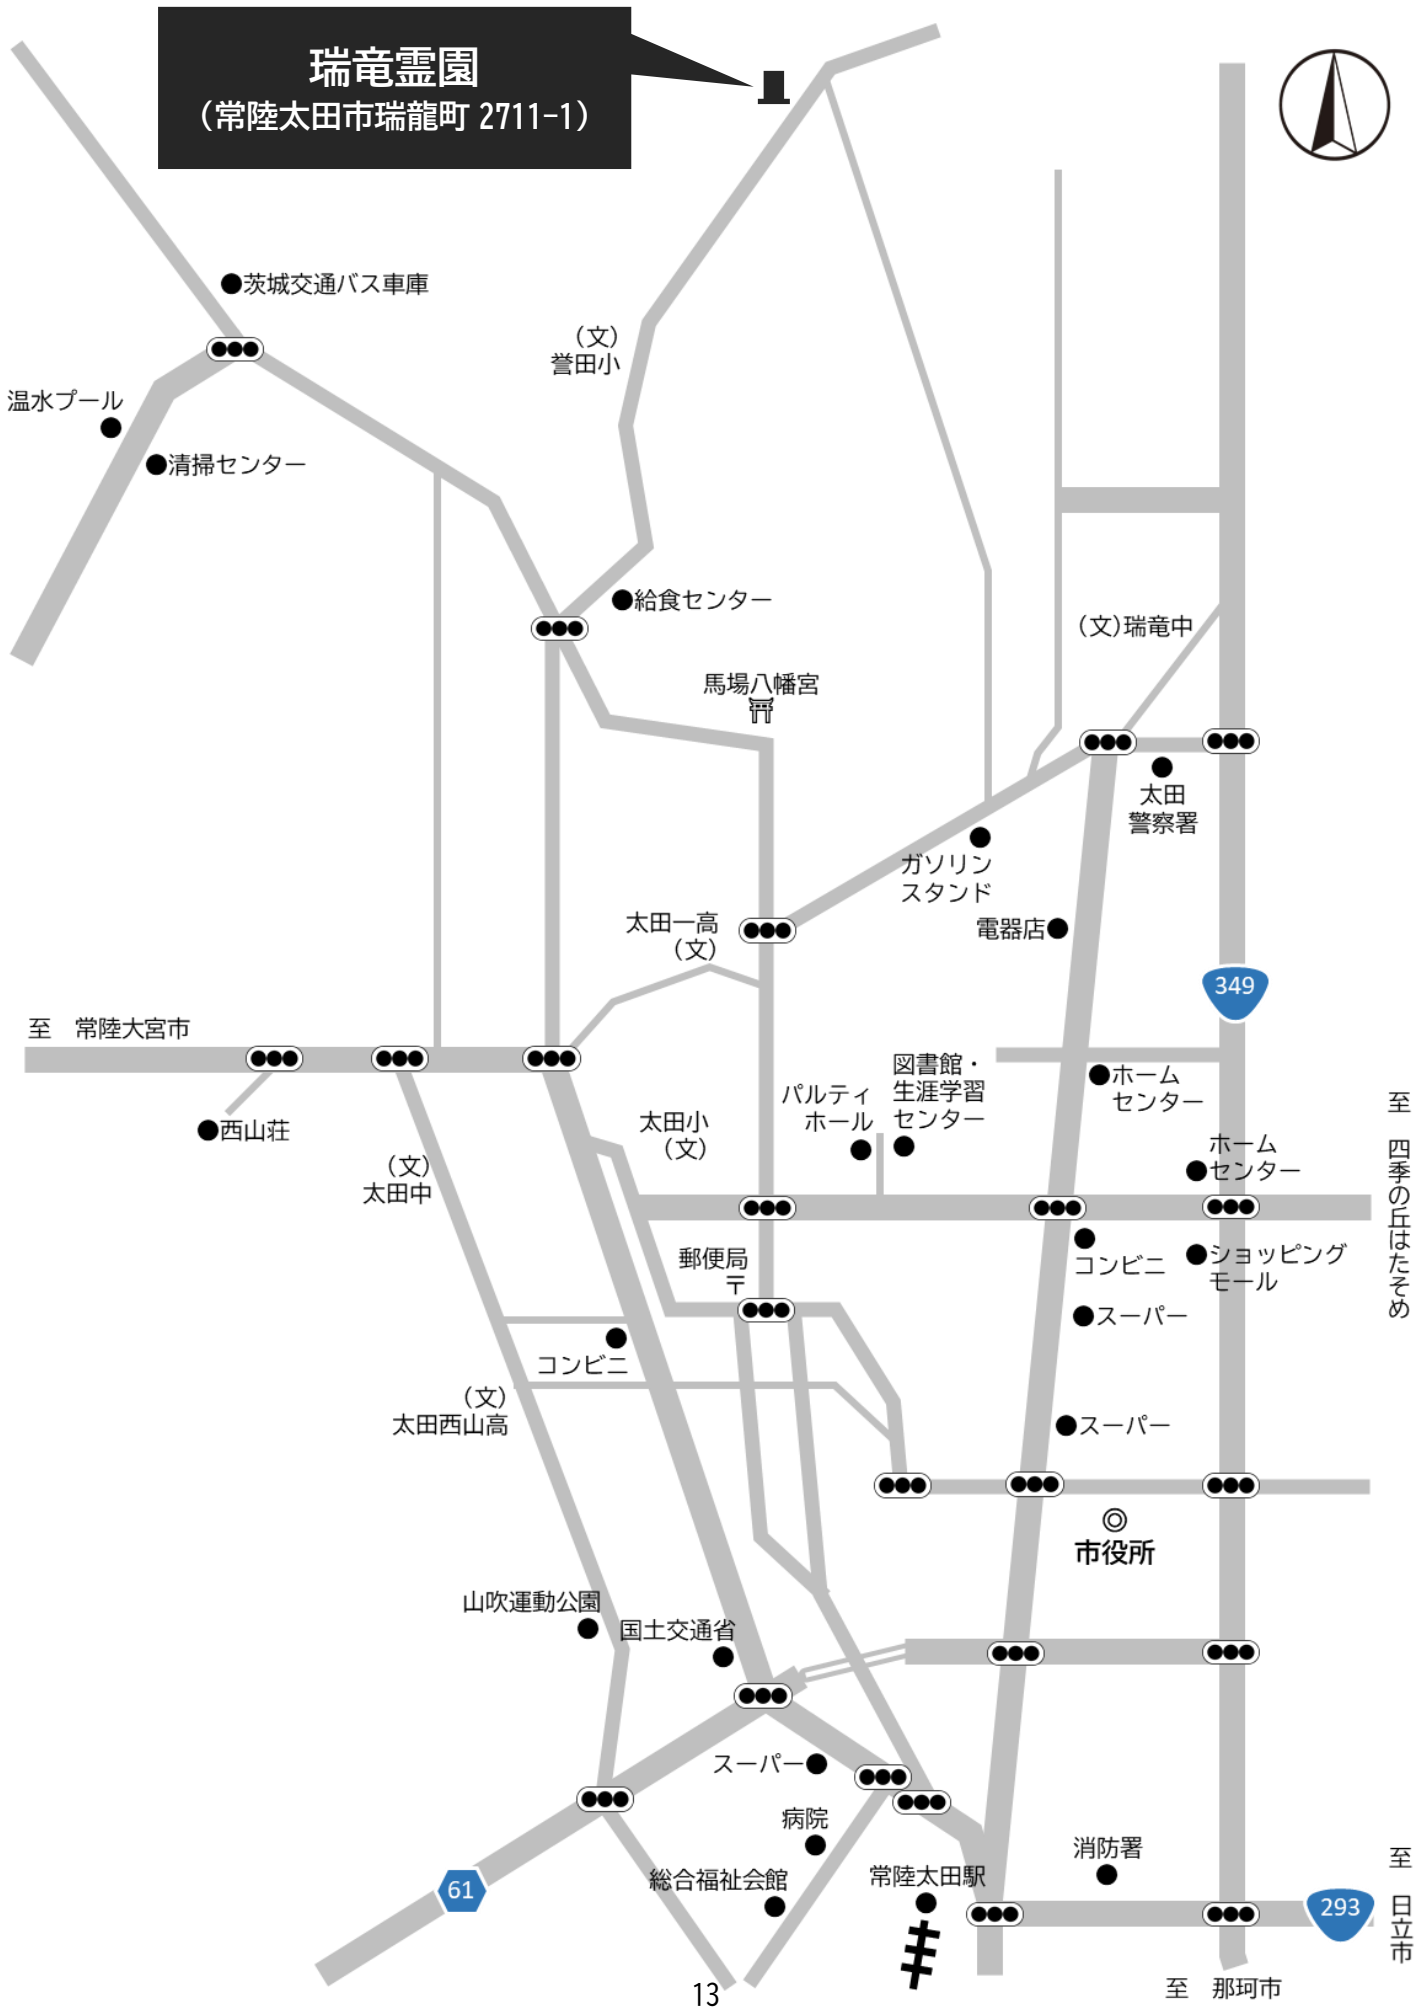 瑞竜霊園
（常陸太田市瑞龍町 2711-1）
茨城交通バス車庫
（文）
誉田小
温水プール
清掃センター
給食センター
（文）瑞竜中
馬場八幡宮
太田
警察署
ガソリン
スタンド
太田一高
（文）
電器店
349
至　常陸大宮市
西山荘
（文）
太田中
太田小
（文）
パルティ
ホール
図書館・
生涯学習
センター
ホーム
センター
ホーム
センター
至　四季の丘はたそめ
郵便局
〒
コンビニ
ショッピング
モール
スーパー
コンビニ
（文）
太田西山高
スーパー
市役所
山吹運動公園
国土交通省
スーパー
病院
総合福祉会館
常陸太田駅
消防署
61
293
至　日立市
至　那珂市
13